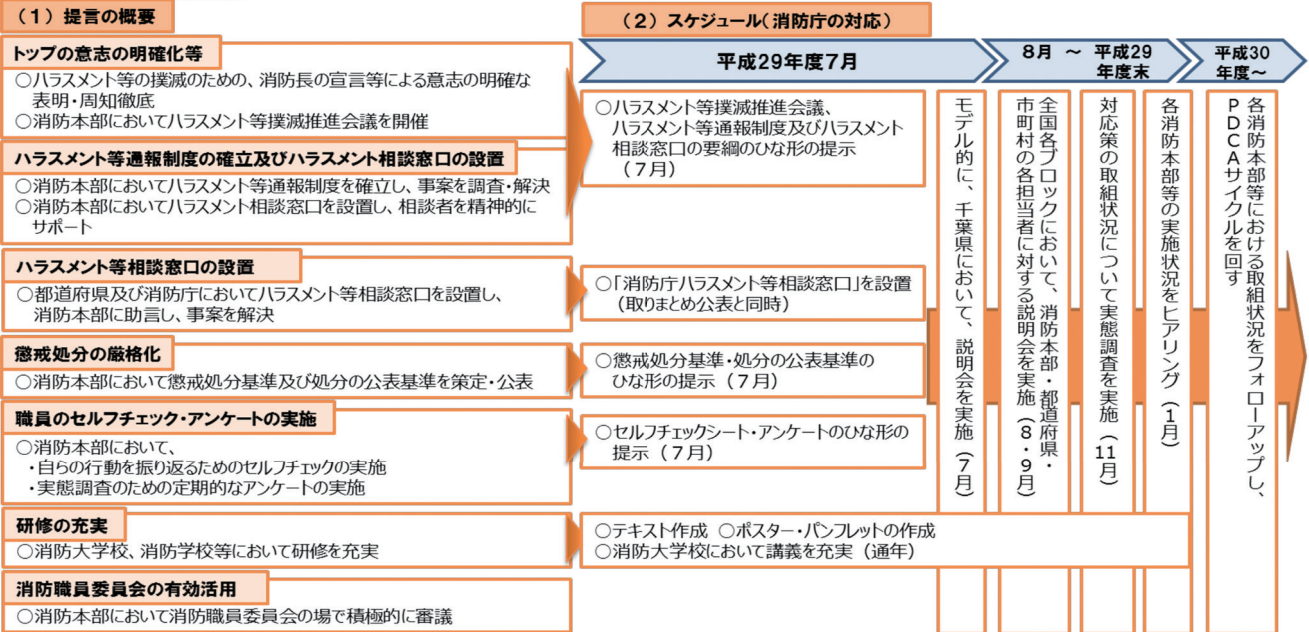 （１）提言の概要
トップの意志の明確化等
○ハラスメント等の撲滅のための、消防長の宣言等による意志の明確な
表明・周知徹底
○消防本部においてハラスメント等撲滅推進会議を開催
ハラスメント等通報制度の確立及びハラスメント相談窓口の設置
○消防本部においてハラスメント等通報制度を確立し、事案を調査・解決
○消防本部においてハラスメント相談窓口を設置し、相談者を精神的に
サポート
ハラスメント等相談窓口の設置
○都道府県及び消防庁においてハラスメント等相談窓口を設置し、
消防本部に助言し、事案を解決
懲戒処分の厳格化
○消防本部において懲戒処分基準及び処分の公表基準を策定・公表
職員のセルフチェック・アンケートの実施
○消防本部において、
・自らの行動を振り返るためのセルフチェックの実施
・実態調査のための定期的なアンケートの実施
研修の充実
○消防大学校、消防学校等において研修を充実
消防職員委員会の有効活用
○消防本部において消防職員委員会の場で積極的に審議
（２）スケジュール（消防庁の対応）
平成29年度７月
８月　～　平成29
年度末
平成30
年度～
○ハラスメント等撲滅推進会議、
ハラスメント等通報制度及びハラスメント
相談窓口の要綱のひな形の提示
（７月）
○「消防庁ハラスメント等相談窓口」を設置
（取りまとめ公表と同時）
○懲戒処分基準・処分の公表基準の
ひな形の提示（７月）
○セルフチェックシート・アンケートのひな形の
提示（７月）
○テキスト作成　○ポスター・パンフレットの作成
○消防大学校において講義を充実（通年）
モデル的に、千葉県において、説明会を実施（７月）
全国各ブロックにおいて、消防本部・都道府県・
市町村の各担当者に対する説明会を実施（８・９月）
対応策の取組状況について実態調査を実施（11月）
各消防本部等の実施状況をヒアリング（１月）
各消防本部等における取組状況をフォローアップし、
ＰＤＣＡサイクルを回す